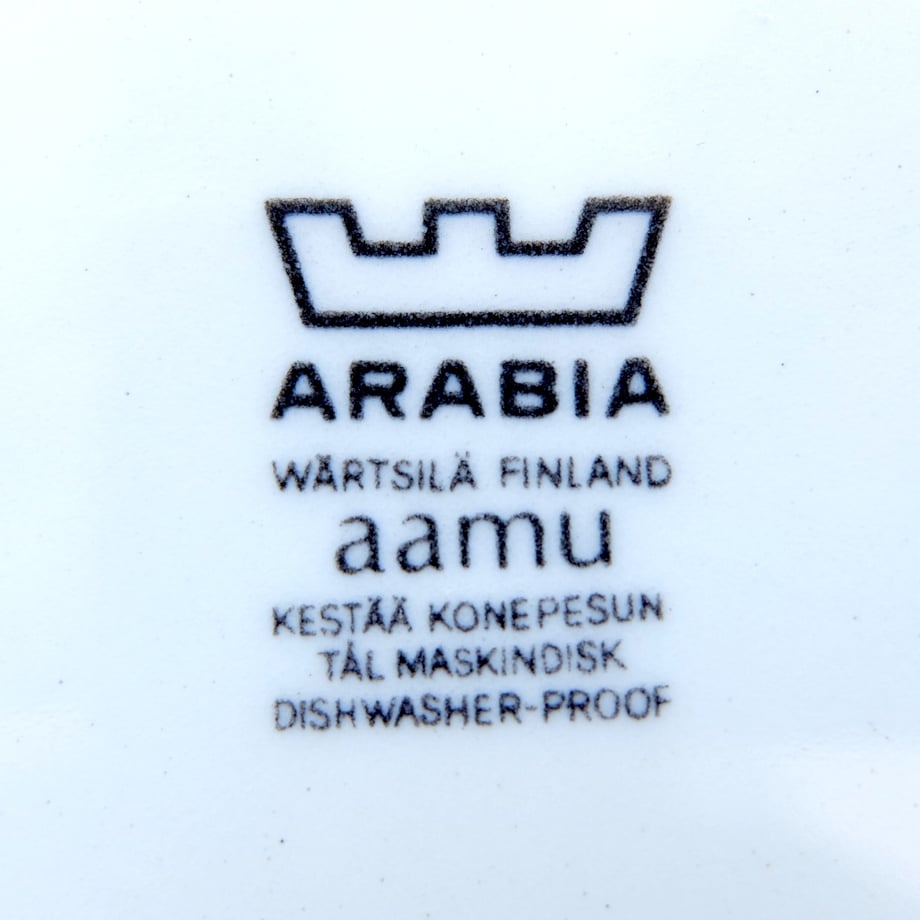 ARABIA
WÄRTSILÄ FINLAND
aamu
KESTÄÄ KONEPESUN
TÅL MASKINDISK
DISHWASHER-PROOF